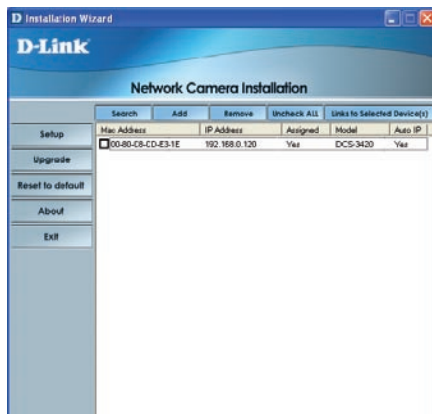 D Installation Wizard
D-Link
Network Camera Installation
Search Add Remove Uncheck ALL Links to Selected Device(s)
Mac Address IP Address Assigned Model Auto IP
00-80-C8-CD-E3-1E 192.168.0.120 Yes DCS-3420 Yes
Setup
Upgrade
Reset to default
About
Exit